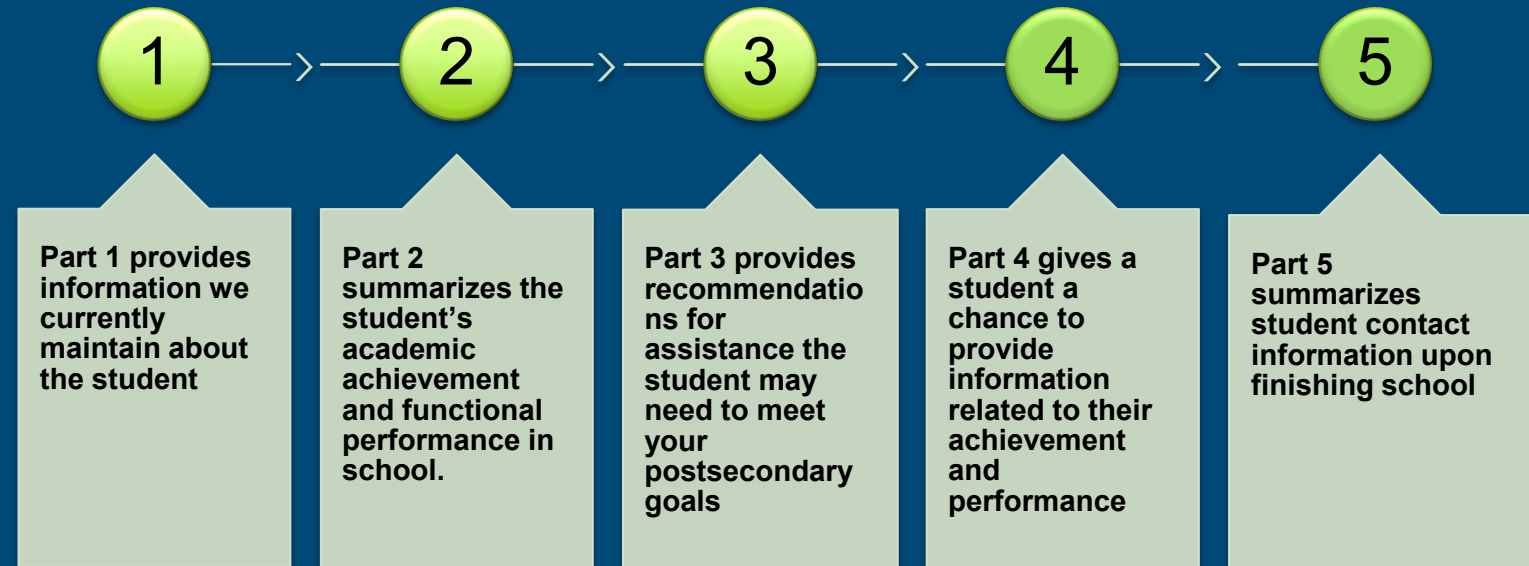 1
2
3
4
5
Part 1 provides
information we
currently
maintain about
the student
Part 2
summarizes the
student’s
academic
achievement
and functional
performance in
school.
Part 3 provides
recommendatio
ns for
assistance the
student may
need to meet
your
postsecondary
goals
Part 4 gives a
student a
chance to
provide
information
related to their
achievement
and
performance
Part 5
summarizes
student contact
information upon
finishing school